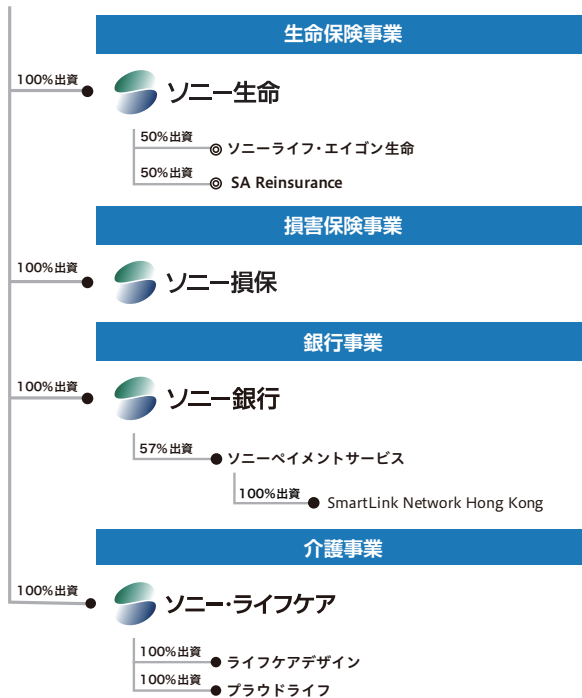 生命保険事業
100%出資
ソニー生命
50%出資
◎ ソニーライフ・エイゴン生命
50%出資
◎ SA Reinsurance
損害保険事業
100%出資
ソニー損保
銀行事業
100%出資
ソニー銀行
57%出資
● ソニーペイメントサービス
100%出資
● SmartLink Network Hong Kong
介護事業
100%出資
ソニー・ライフケア
100%出資
● ライフケアデザイン
100%出資
● プラウドライフ